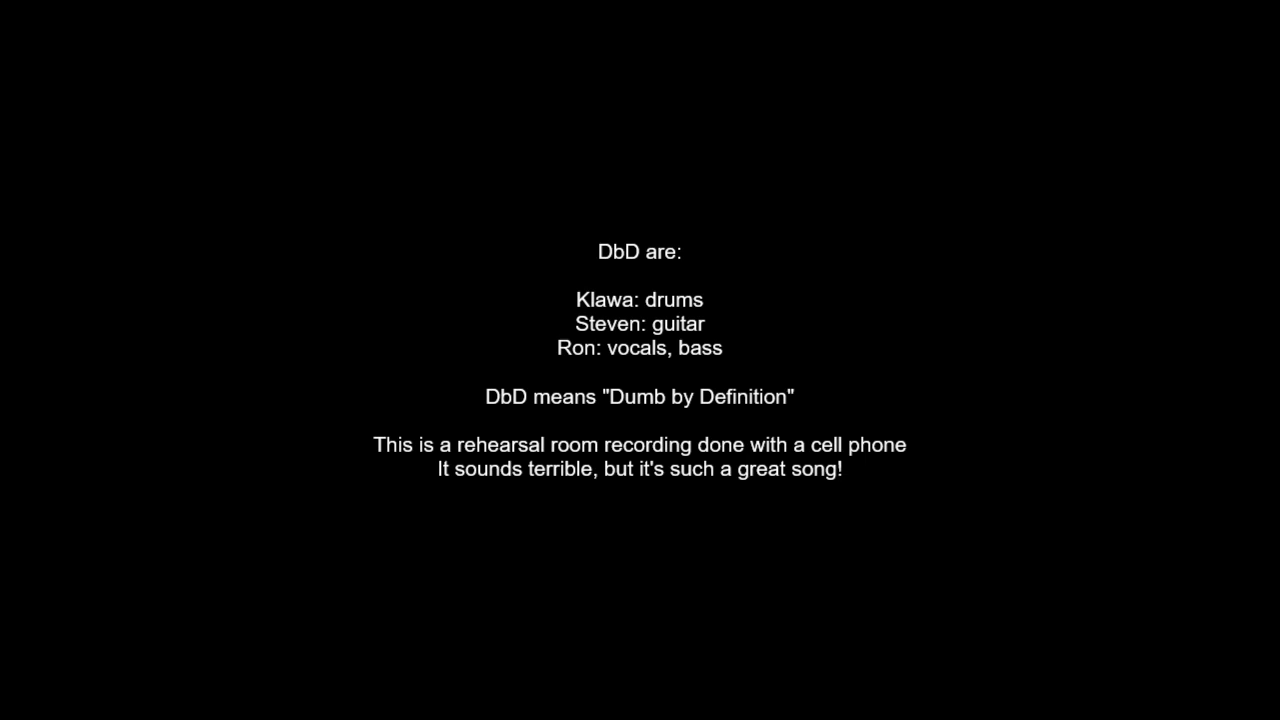 DbD are:
Klawa: drums
Steven: guitar
Ron: vocals, bass
DbD means "Dumb by Definition"
This is a rehearsal room recording done with a cell phone
It sounds terrible, but it's such a great song!